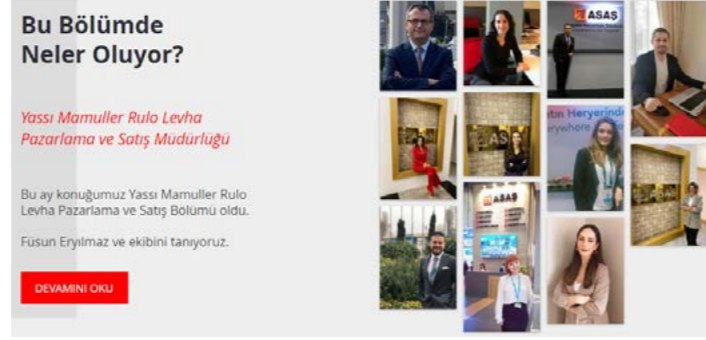 Bu Bölümde
Neler Oluyor?
Yassı Mamuller Rulo Levha
Pazarlama ve Satış Müdürlüğü
Bu ay konuğumuz Yassı Mamuller Rulo
Levha Pazarlama ve Satış Bölümü oldu.
Füsun Eryılmaz ve ekibini tanıyoruz.
DEVAMINI OKU
ASAŞ
ASAŞ